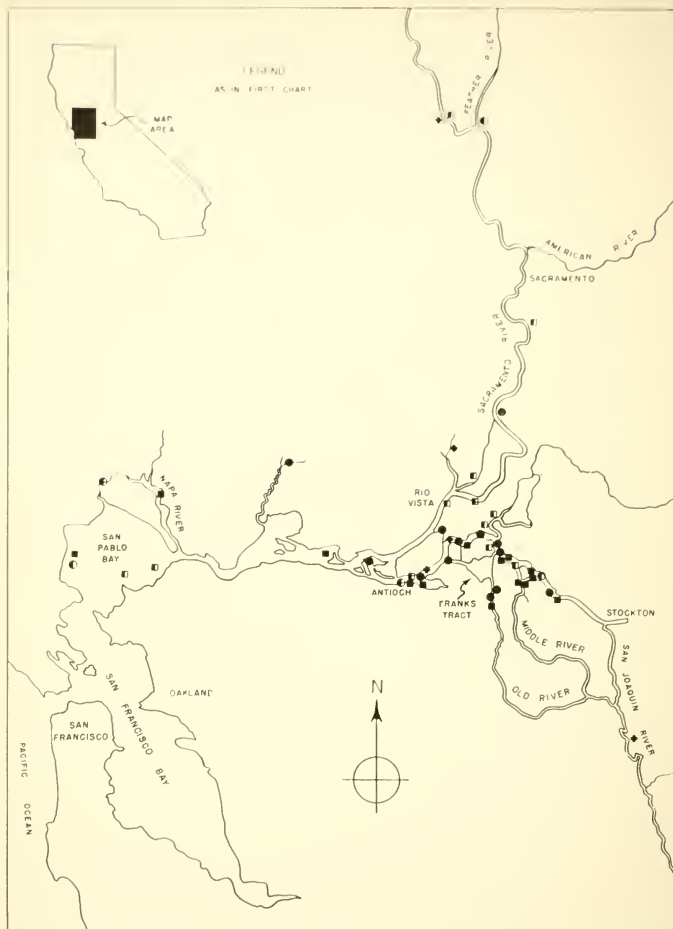 LEGEND
AS IN FIRST CHART
MAP
AREA
FEATHER RIVER
AMERICAN RIVER
SACRAMENTO
SACRAMENTO RIVER
NAPA RIVER
RIO
VISTA
SAN
PABLO
BAY
ANTIOCH
FRANKS
TRACT
STOCKTON
MIDDLE RIVER
OLD RIVER
SAN JOAQUIN RIVER
OAKLAND
SAN FRANCISCO BAY
SAN
FRANCISCO
N
PACIFIC OCEAN